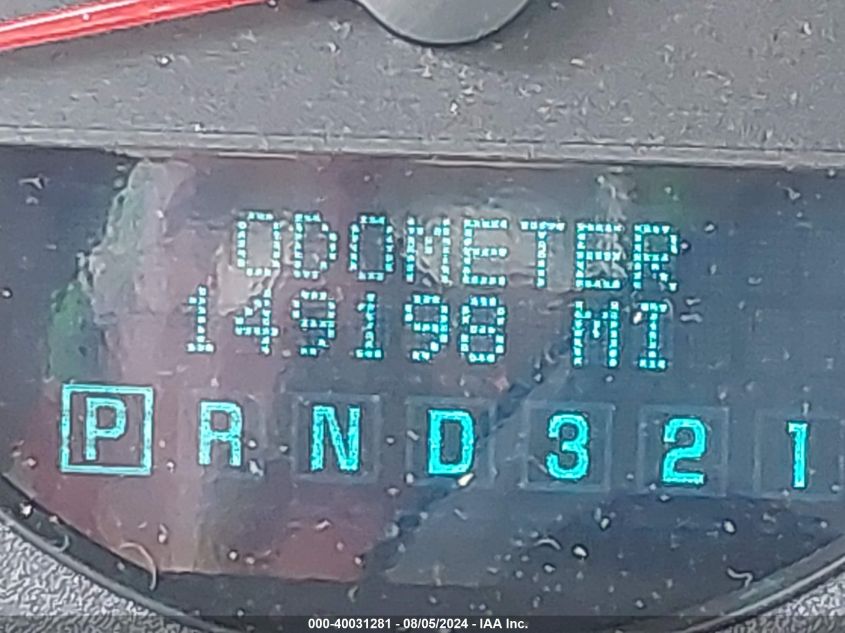 ODOMETER
149198 MI
P R N D 3 2 1
000-40031281 - 08/05/2024 - IAA Inc.